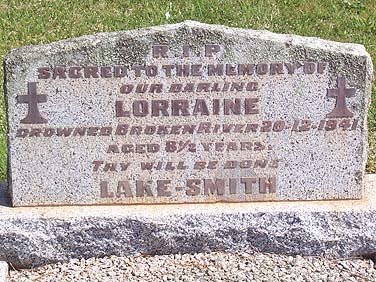 R I P
SACRED TO THE MEMORY OF
OUR DARLING
LORRAINE
DROWNED BROKEN RIVER 20-12-1941
AGED 8½ YEARS.
THY WILL BE DONE
LAKE-SMITH